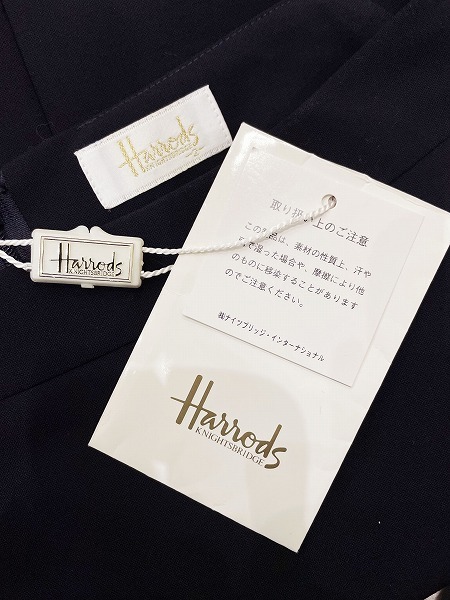 Harrods
KNIGHTSBRIDGE
Harrods
KNIGHTSBRIDGE
取り扱い上のご注意
この製品は、素材の性質上、汗や
雨で湿った場合や、摩擦により他
のものに移染することがあります
のでご注意ください。
㈱ナイツブリッジ・インターナショナル
Harrods
KNIGHTSBRIDGE